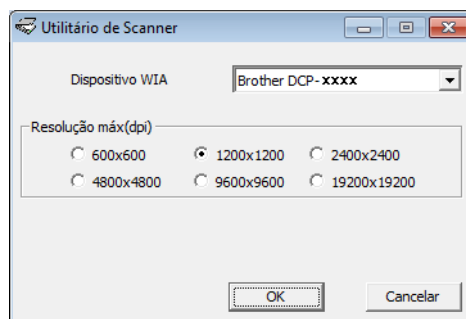 Utilitário de Scanner
Dispositivo WIA Brother DCP-xxxx
Resolução máx(dpi)
600x600 1200x1200 2400x2400
4800x4800 9600x9600 19200x19200
OK Cancelar